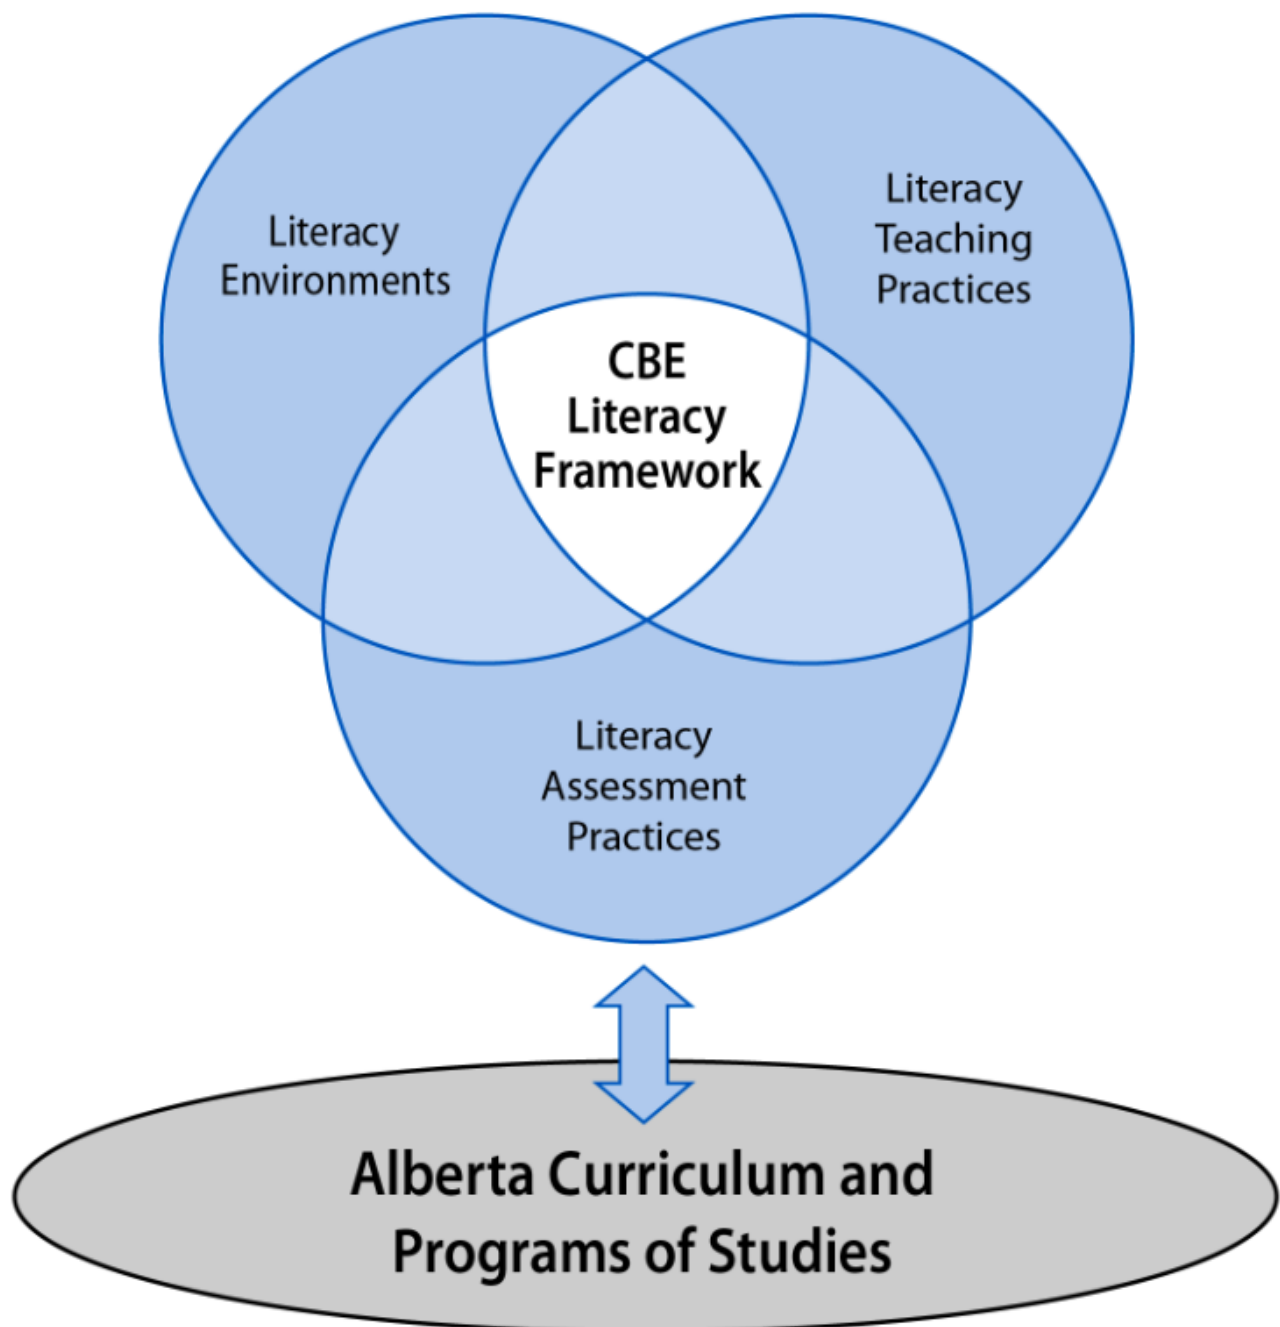 Literacy
Environments
Literacy
Teaching
Practices
CBE
Literacy
Framework
Literacy
Assessment
Practices
Alberta Curriculum and
Programs of Studies